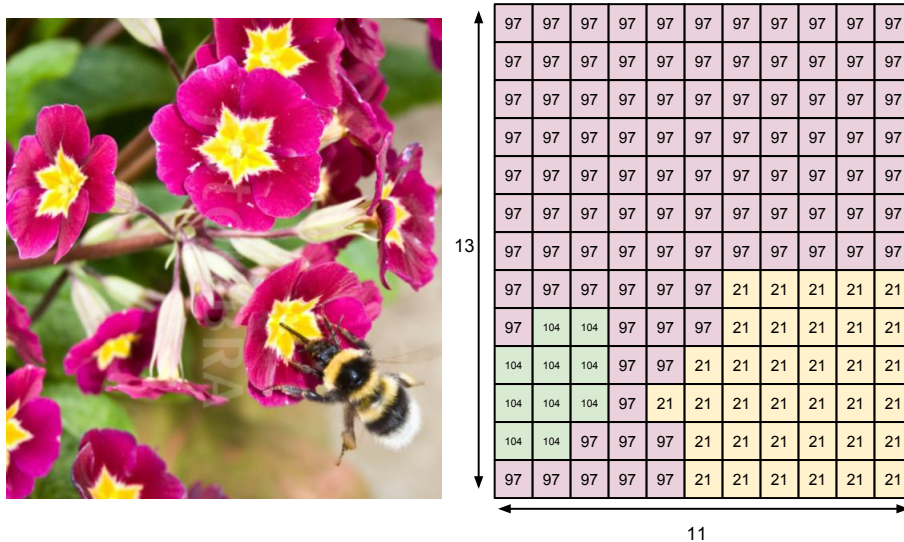 97 97 97 97 97 97 97 97 97 97 97
97 97 97 97 97 97 97 97 97 97 97
97 97 97 97 97 97 97 97 97 97 97
97 97 97 97 97 97 97 97 97 97 97
97 97 97 97 97 97 97 97 97 97 97
97 97 97 97 97 97 97 97 97 97 97
13
97 97 97 97 97 97 97 97 97 97 97
97 97 97 97 97 97 21 21 21 21 21
97 104 104 97 97 97 21 21 21 21 21
104 104 104 97 97 21 21 21 21 21 21
104 104 104 97 21 21 21 21 21 21 21
104 104 97 97 97 21 21 21 21 21 21
97 97 97 97 97 21 21 21 21 21 21
11